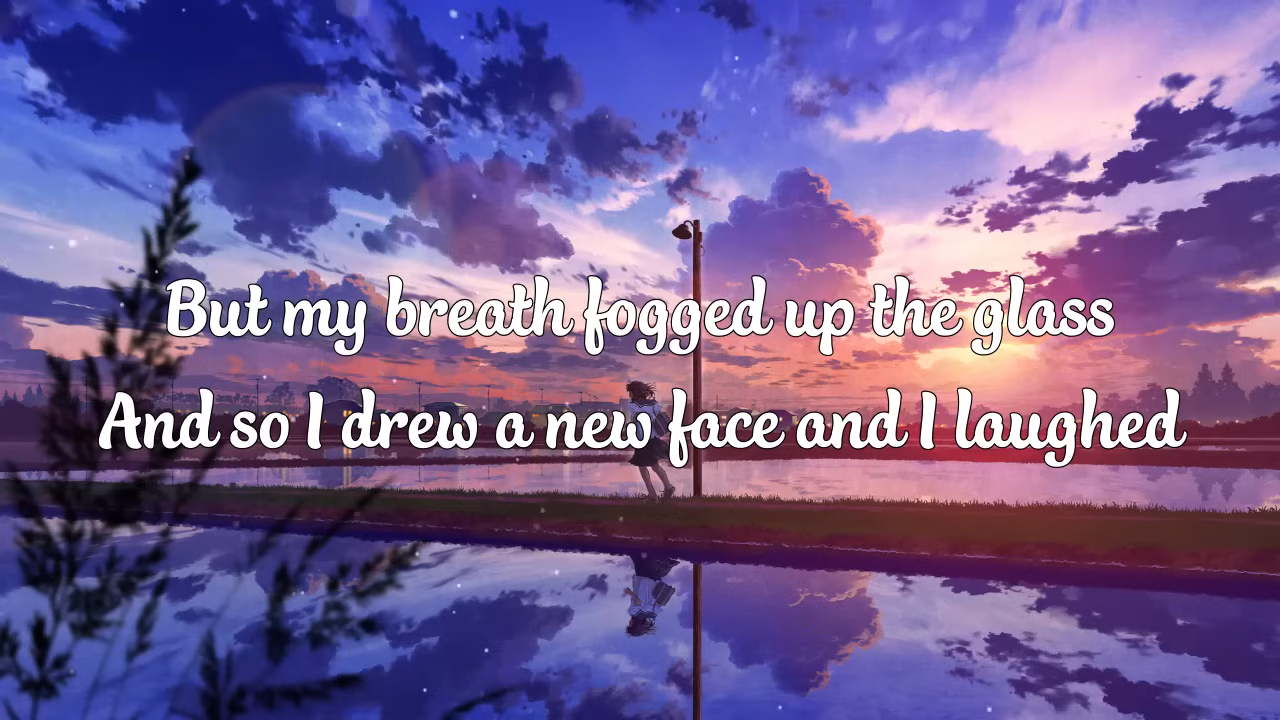 But my breath fogged up the glass
And so I drew a new face and I laughed